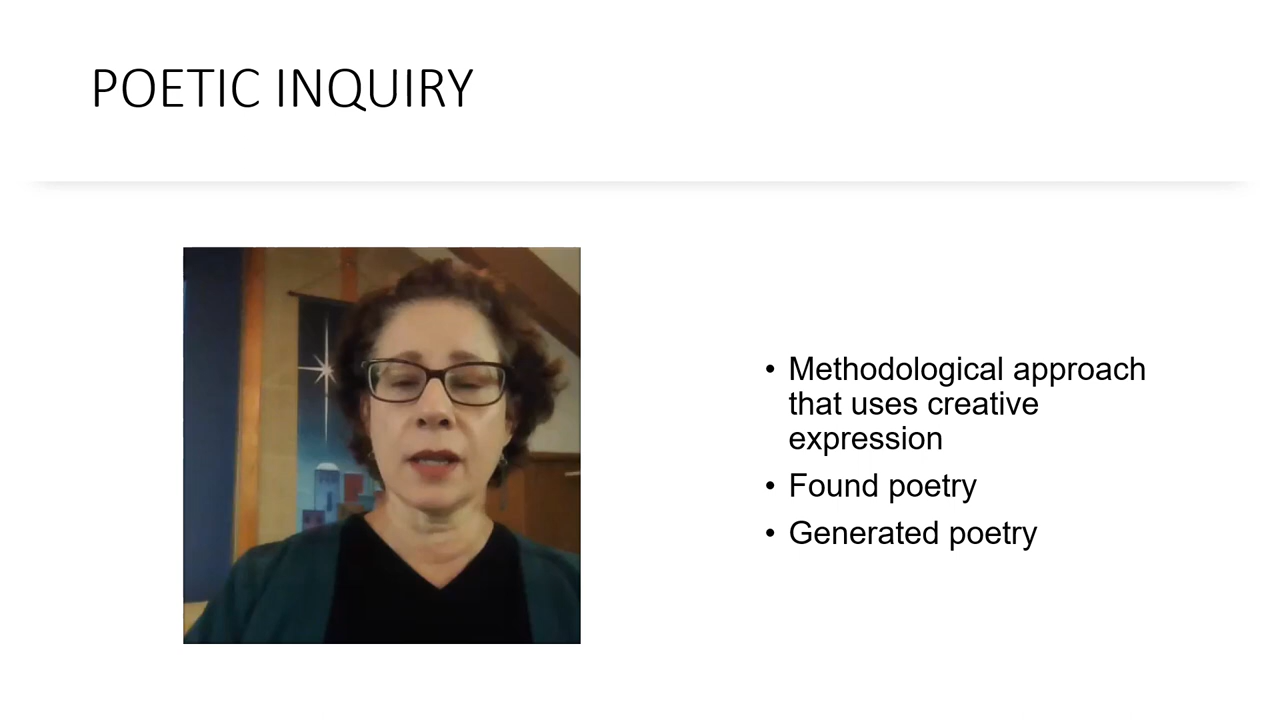 POETIC INQUIRY
• Methodological approach
that uses creative
expression
• Found poetry
• Generated poetry